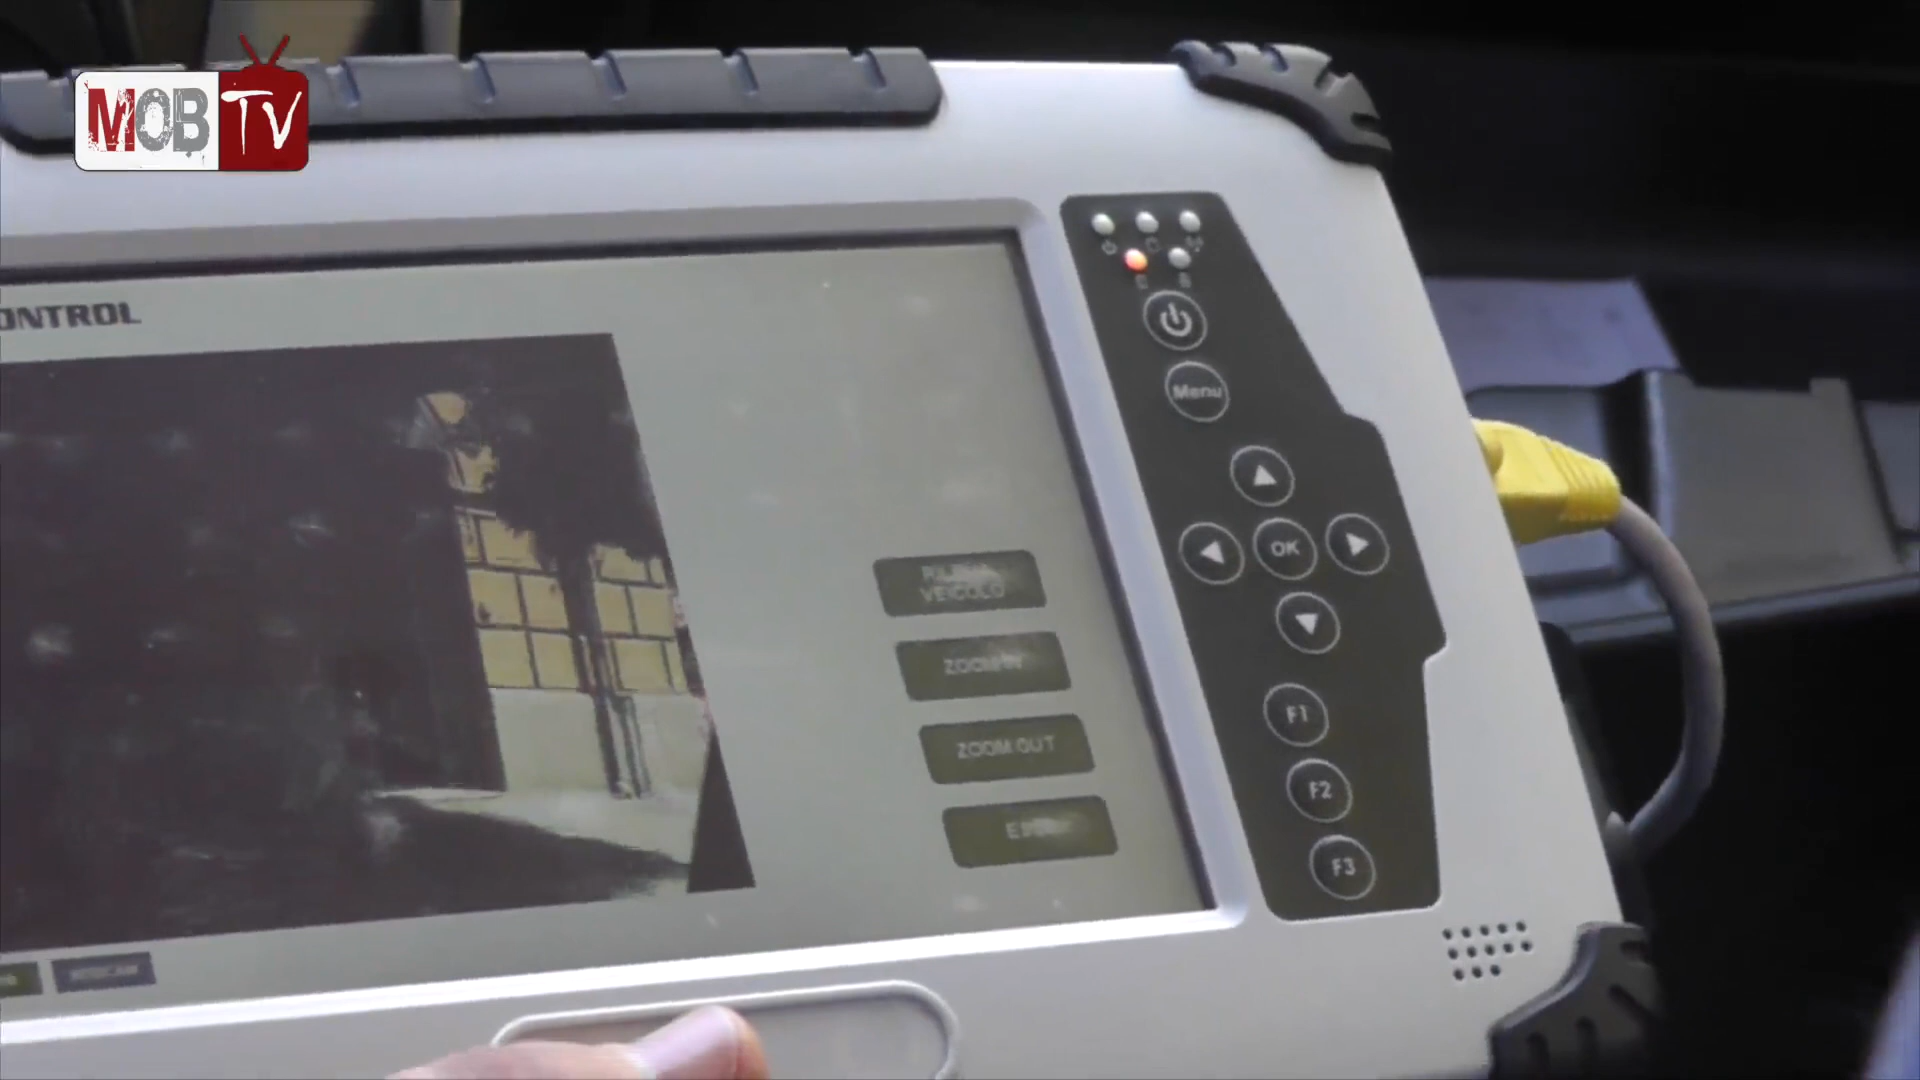 MOB TV
ONTROL
VEICOLO
ZOOM IN
ZOOM OUT
Menu
OK
F1
F2
F3